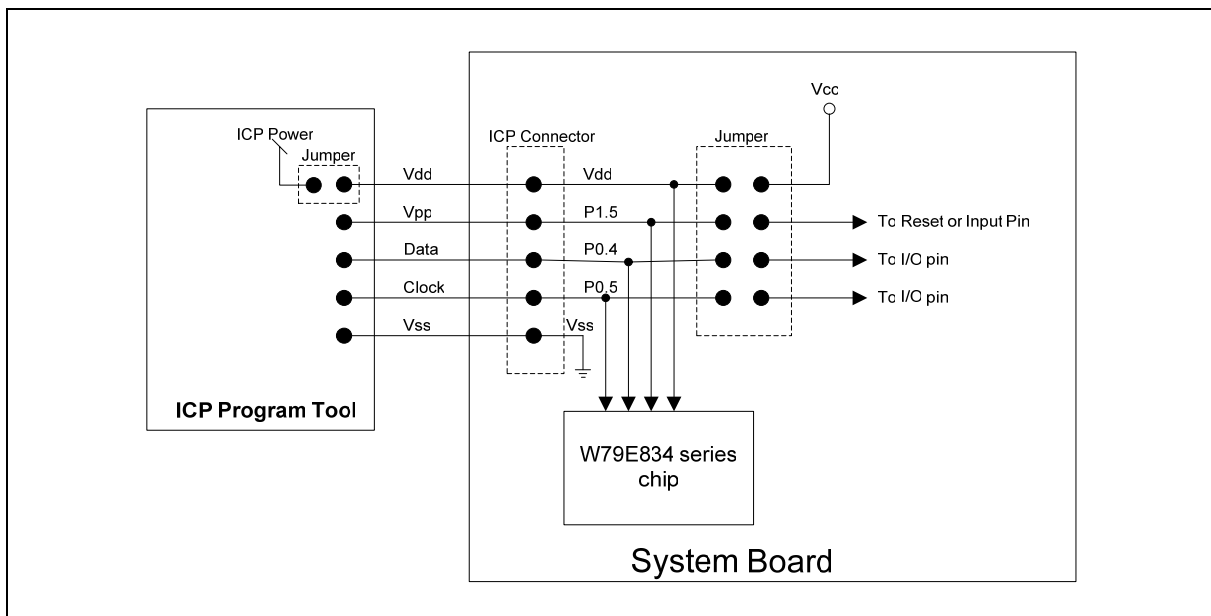 Vcc
ICP Power
Jumper
ICP Connector
Jumper
Vdd
Vdd
Vpp
P1.5
To Reset or Input Pin
Data
P0.4
To I/O pin
Clock
P0.5
To I/O pin
Vss
Vss
ICP Program Tool
W79E834 series
chip
System Board